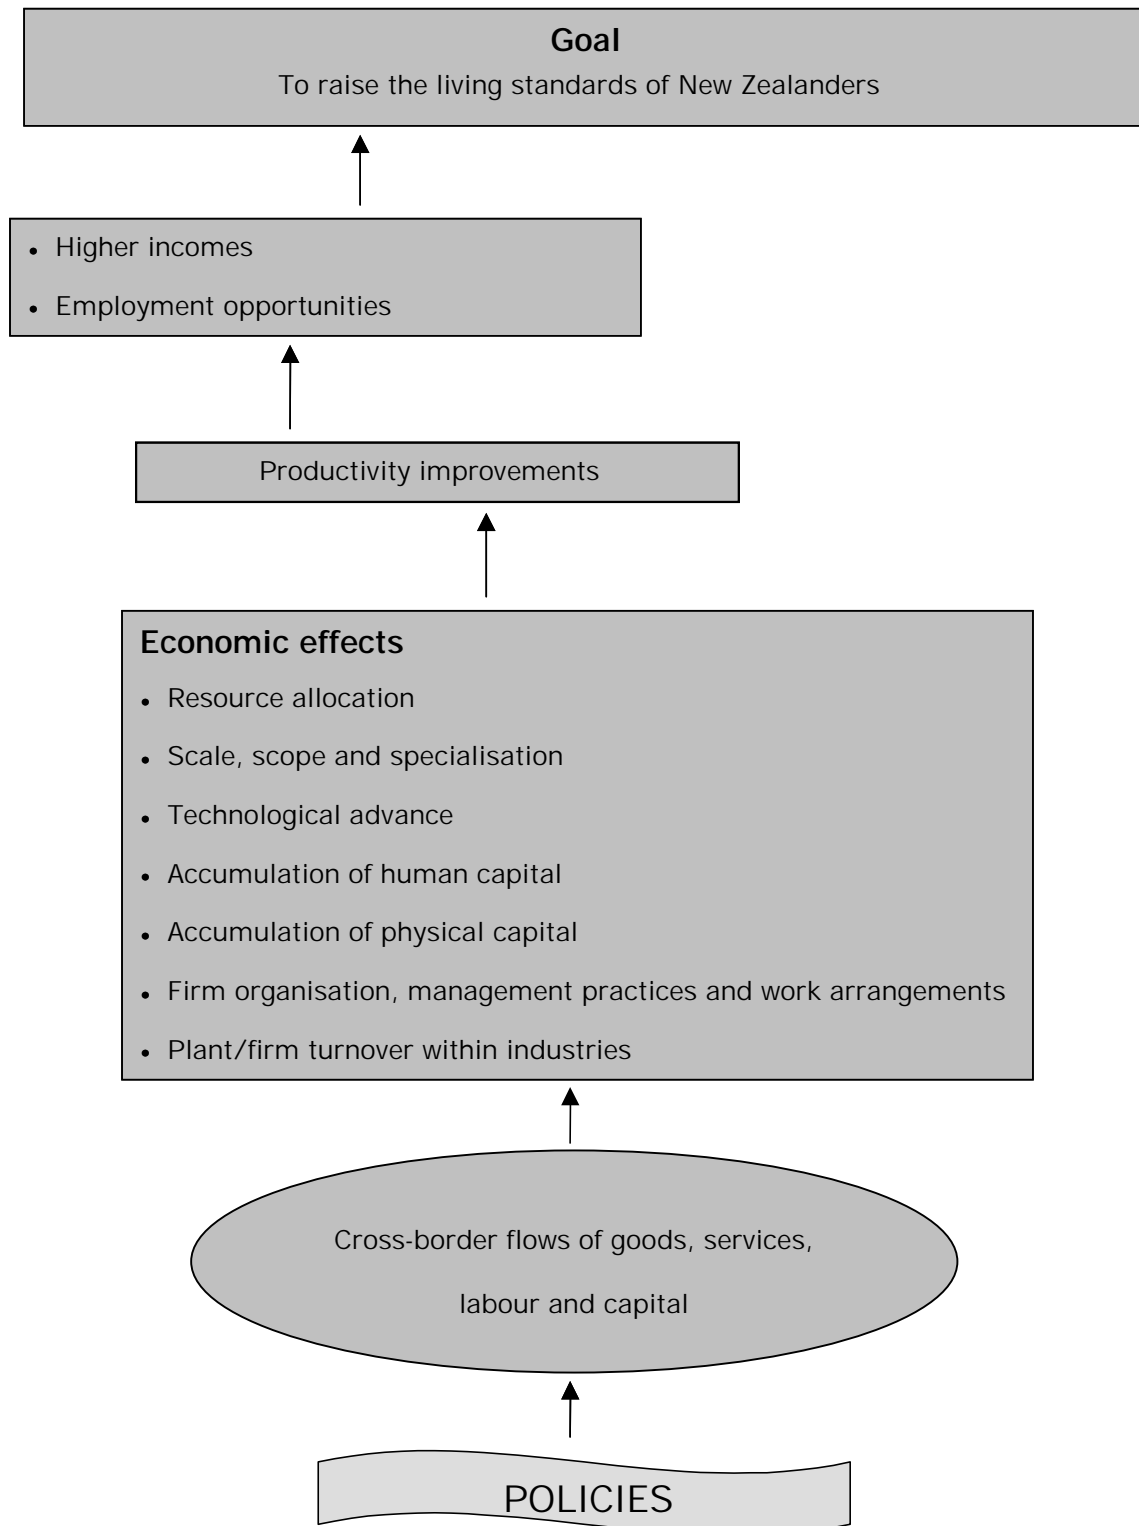 Goal
To raise the living standards of New Zealanders
• Higher incomes
• Employment opportunities
Productivity improvements
Economic effects
• Resource allocation
• Scale, scope and specialisation
• Technological advance
• Accumulation of human capital
• Accumulation of physical capital
• Firm organisation, management practices and work arrangements
• Plant/firm turnover within industries
Cross-border flows of goods, services,
labour and capital
POLICIES